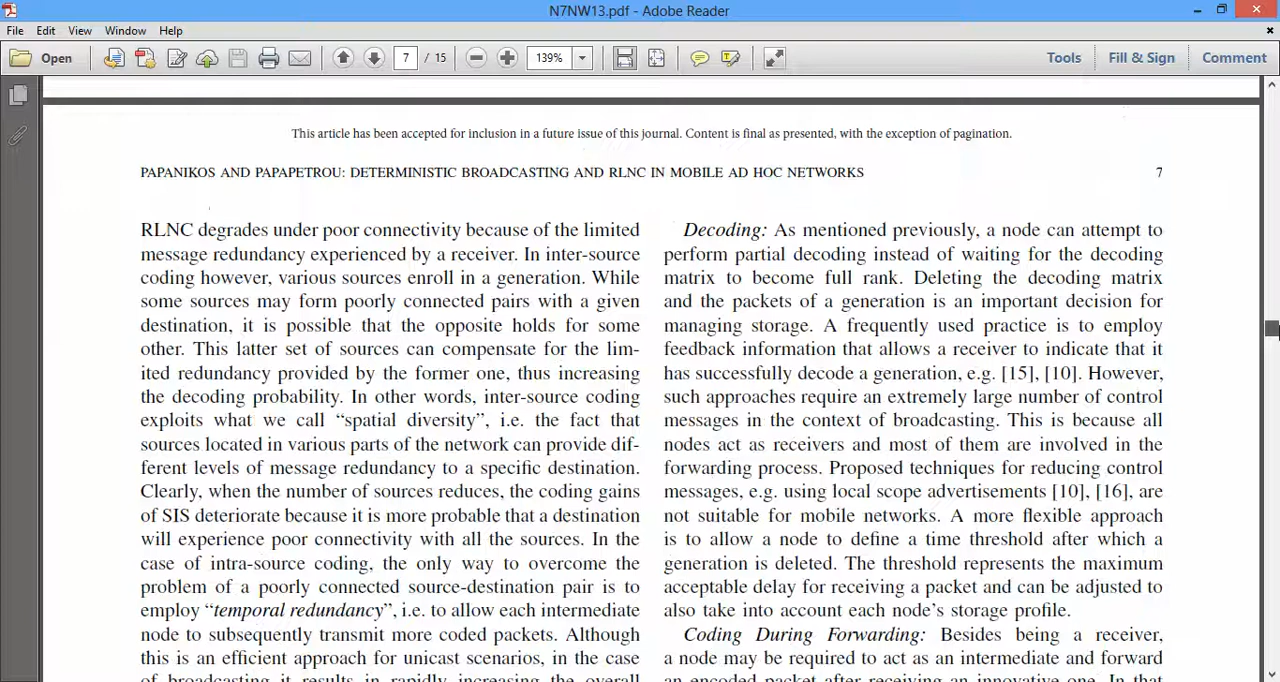 N7NW13.pdf - Adobe Reader
File Edit View Window Help
Open 7 / 15 139% Tools Fill & Sign Comment
This article has been accepted for inclusion in a future issue of this journal. Content is final as presented, with the exception of pagination.
PAPANIKOS AND PAPAPETROU: DETERMINISTIC BROADCASTING AND RLNC IN MOBILE AD HOC NETWORKS 7
RLNC degrades under poor connectivity because of the limited
message redundancy experienced by a receiver. In inter-source
coding however, various sources enroll in a generation. While
some sources may form poorly connected pairs with a given
destination, it is possible that the opposite holds for some
other. This latter set of sources can compensate for the lim-
ited redundancy provided by the former one, thus increasing
the decoding probability. In other words, inter-source coding
exploits what we call “spatial diversity”, i.e. the fact that
sources located in various parts of the network can provide dif-
ferent levels of message redundancy to a specific destination.
Clearly, when the number of sources reduces, the coding gains
of SIS deteriorate because it is more probable that a destination
will experience poor connectivity with all the sources. In the
case of intra-source coding, the only way to overcome the
problem of a poorly connected source-destination pair is to
employ “temporal redundancy”, i.e. to allow each intermediate
node to subsequently transmit more coded packets. Although
this is an efficient approach for unicast scenarios, in the case
of broadcasting it results in rapidly increasing the overall
Decoding: As mentioned previously, a node can attempt to
perform partial decoding instead of waiting for the decoding
matrix to become full rank. Deleting the decoding matrix
and the packets of a generation is an important decision for
managing storage. A frequently used practice is to employ
feedback information that allows a receiver to indicate that it
has successfully decode a generation, e.g. [15], [10]. However,
such approaches require an extremely large number of control
messages in the context of broadcasting. This is because all
nodes act as receivers and most of them are involved in the
forwarding process. Proposed techniques for reducing control
messages, e.g. using local scope advertisements [10], [16], are
not suitable for mobile networks. A more flexible approach
is to allow a node to define a time threshold after which a
generation is deleted. The threshold represents the maximum
acceptable delay for receiving a packet and can be adjusted to
also take into account each node’s storage profile.
Coding During Forwarding: Besides being a receiver,
a node may be required to act as an intermediate and forward
an encoded packet after receiving an innovative one. In that